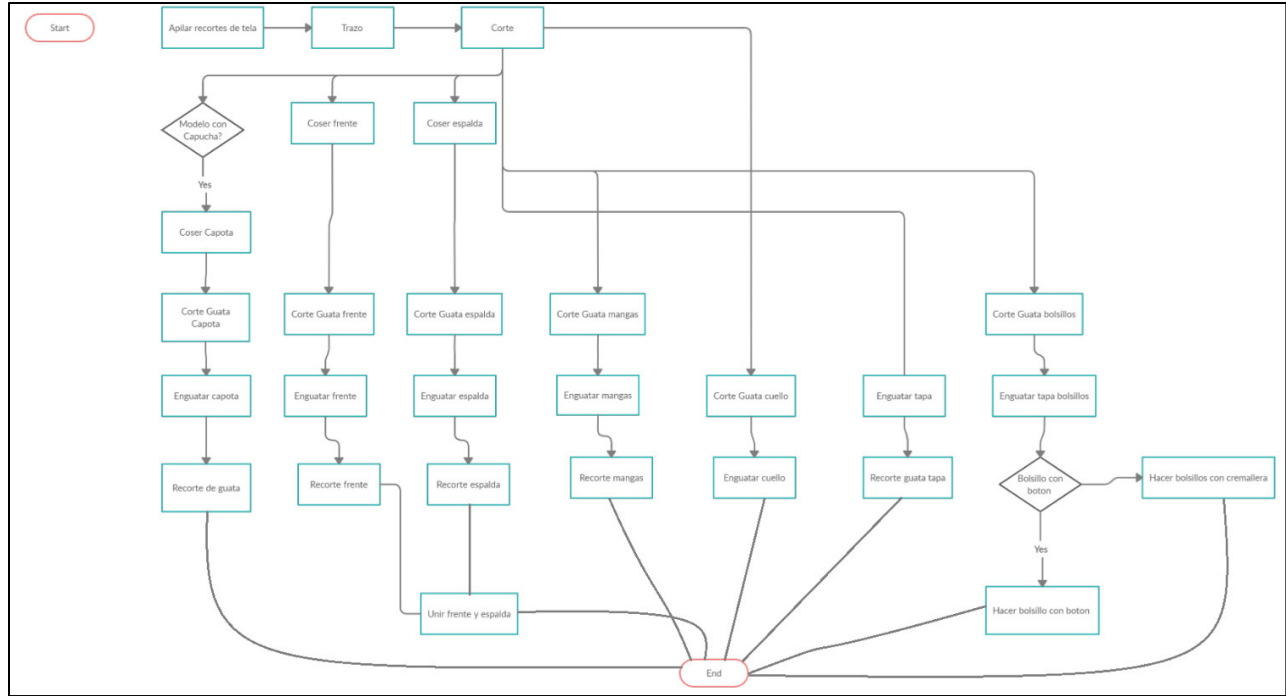 Start
Apilar recortes de tela
Trazo
Corte
Modelo con
Capucha?
Coser frente
Coser espalda
Yes
Coser Capota
Corte Guata
Capota
Corte Guata frente
Corte Guata espalda
Corte Guata mangas
Corte Guata bolsillos
Enguatar capota
Enguatar frente
Enguatar espalda
Enguatar mangas
Corte Guata cuello
Enguatar tapa
Enguatar tapa bolsillos
Recorte de guata
Recorte frente
Recorte espalda
Recorte mangas
Enguatar cuello
Recorte guata tapa
Bolsillo con
boton
Hacer bolsillos con cremallera
Yes
Unir frente y espalda
Hacer bolsillo con boton
End